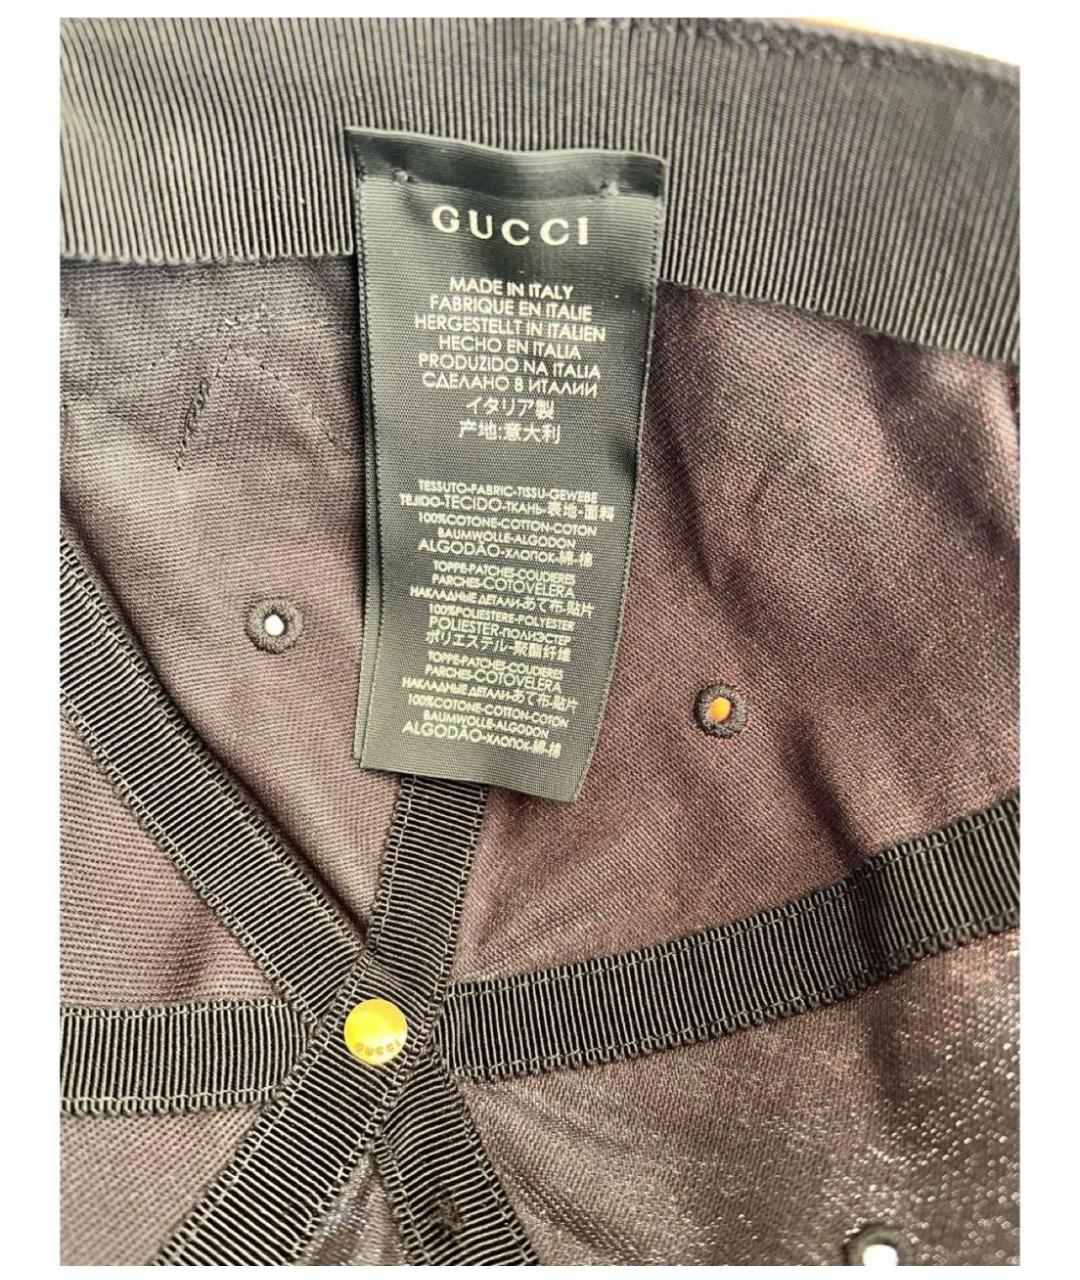 GUCCI
MADE IN ITALY
FABRIQUE EN ITALIE
HERGESTELLT IN ITALIEN
HECHO EN ITALIA
PRODUZIDO NA ITALIA
СДЕЛАНО В ИТАЛИИ
イタリア製
产地:意大利
TESSUTO-FABRIC-TISSU-GEWEBE
TEJIDO-TECIDO-ТКАНЬ-表地-面料
100%COTONE-COTTON-COTON
BAUMWOLLE-ALGODON
ALGODÃO-ХЛОПОК-綿-棉
TOPPE-PATCHES-COUDIERES
PARCHES-COTOVELERA
НАКЛАДНЫЕ ДЕТАЛИ-あて布-贴片
100%POLIESTERE-POLYESTER
POLIESTER-ПОЛИЭСТЕР
ポリエステル-聚酯纤维
TOPPE-PATCHES-COUDIERES
PARCHES-COTOVELERA
НАКЛАДНЫЕ ДЕТАЛИ-あて布-贴片
100%COTONE-COTTON-COTON
BAUMWOLLE-ALGODON
ALGODÃO-ХЛОПОК-綿-棉
GUCCI